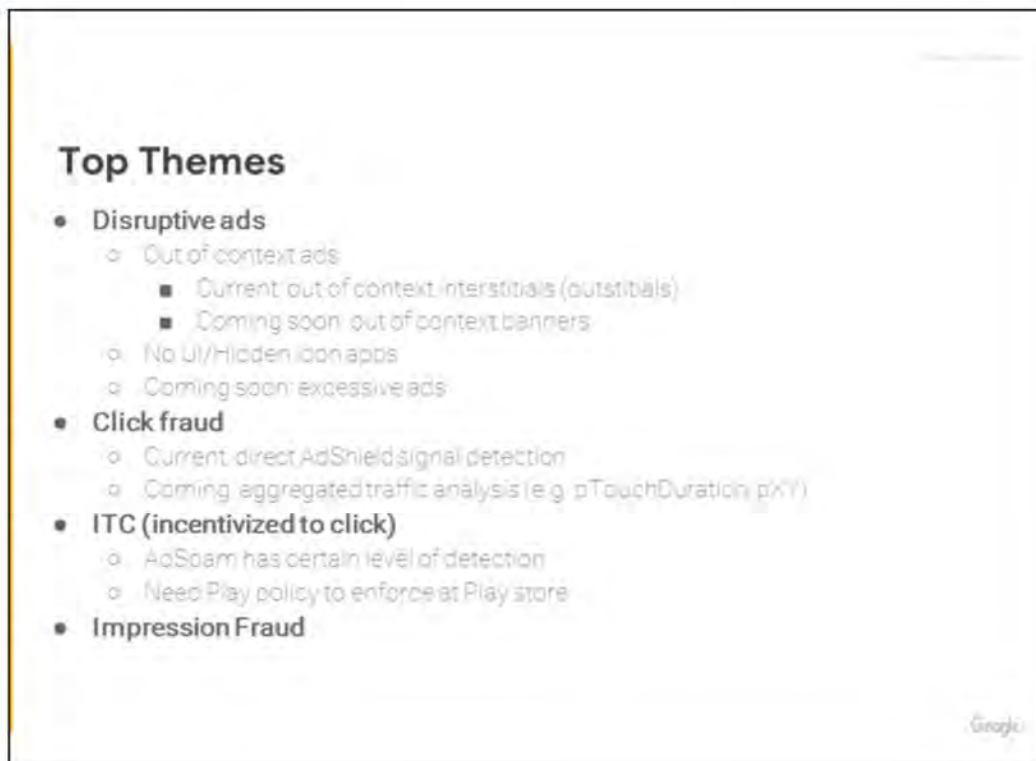 Top Themes
● Disruptive ads
○ Out of context ads
■ Current: out of context interstitials (outstitials)
■ Coming soon: out of context banners
○ No UI/Hidden icon apps
○ Coming soon: excessive ads
● Click fraud
○ Current: direct AdShield signal detection
○ Coming: aggregated traffic analysis (e.g. pTouchDuration, pXY)
● ITC (incentivized to click)
○ AdSpam has certain level of detection
○ Need Play policy to enforce at Play store
● Impression Fraud
Google